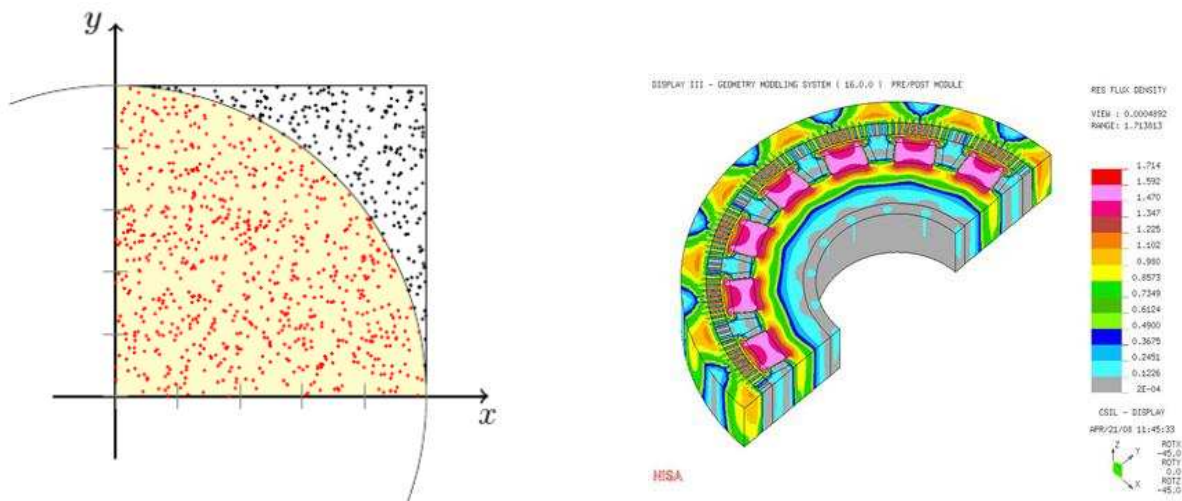 y
x
DISPLAY III - GEOMETRY MODELING SYSTEM ( 16.0.0 ) PRE/POST MODULE
RES FLUX DENSITY
VIEW : 0.0004892
RANGE: 1.713813
1.714
1.592
1.470
1.347
1.225
1.102
0.980
0.8573
0.7349
0.6124
0.4900
0.3675
0.2451
0.1226
2E-04
CSIL - DISPLAY
APR/21/08 11:45:33
Z
Y
X
ROTX
-45.0
ROTY
0.0
ROTZ
-45.0
NISA